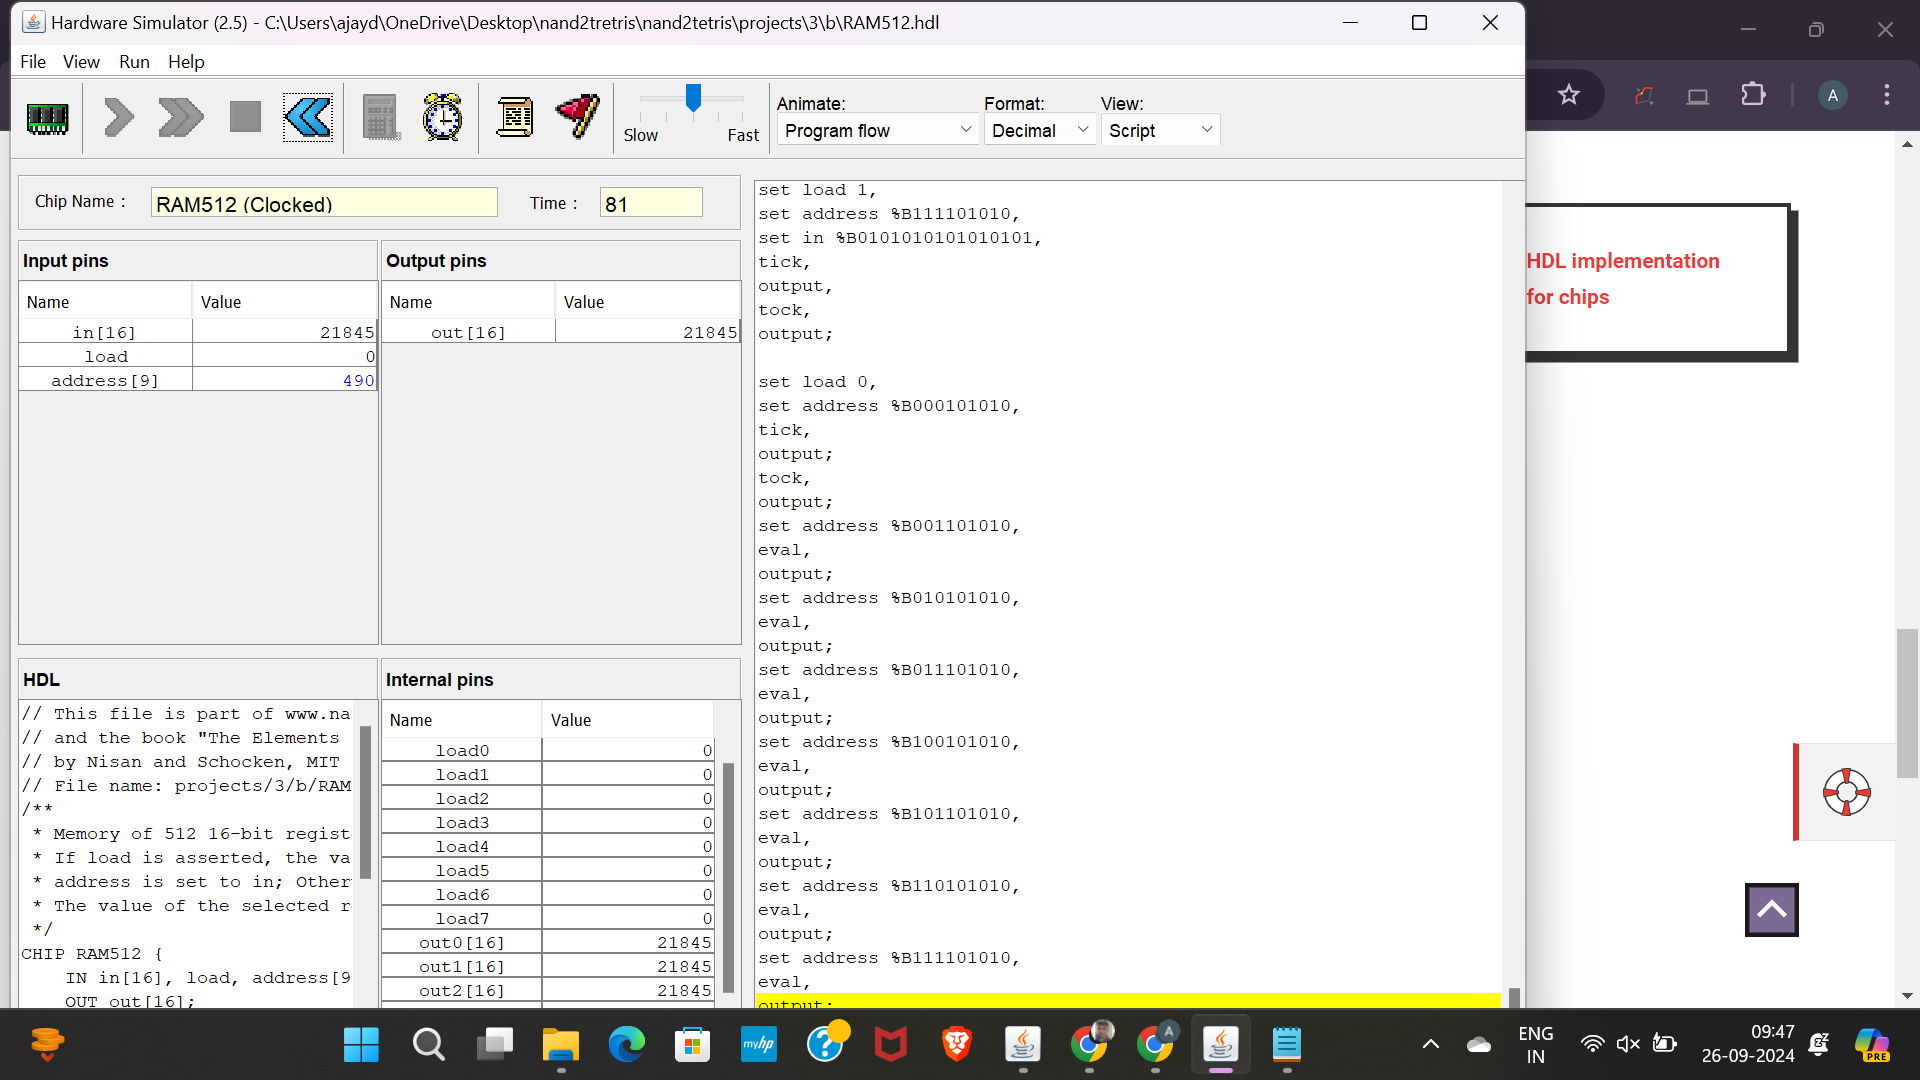 Hardware Simulator (2.5) - C:\Users\ajayd\OneDrive\Desktop\nand2tretris\nand2tetris\projects\3\b\RAM512.hdl
File View Run Help
Slow Fast
Animate: Format: View:
Program flow Decimal Script
A
Chip Name : RAM512 (Clocked) Time : 81
Input pins
Name Value
in[16] 21845
load 0
address[9] 490
Output pins
Name Value
out[16] 21845
HDL
// This file is part of www.na
// and the book "The Elements
// by Nisan and Schocken, MIT
// File name: projects/3/b/RAM
/**
* Memory of 512 16-bit regist
* If load is asserted, the va
* address is set to in; Other
* The value of the selected r
*/
CHIP RAM512 {
IN in[16], load, address[9
OUT out[16];
Internal pins
Name Value
load0 0
load1 0
load2 0
load3 0
load4 0
load5 0
load6 0
load7 0
out0[16] 21845
out1[16] 21845
out2[16] 21845
set load 1,
set address %B111101010,
set in %B0101010101010101,
tick,
output,
tock,
output;
set load 0,
set address %B000101010,
tick,
output;
tock,
output;
set address %B001101010,
eval,
output;
set address %B010101010,
eval,
output;
set address %B011101010,
eval,
output;
set address %B100101010,
eval,
output;
set address %B101101010,
eval,
output;
set address %B110101010,
eval,
output;
set address %B111101010,
eval,
output;
HDL implementation
for chips
myhp
A
ENG
IN
09:47
26-09-2024
PRE